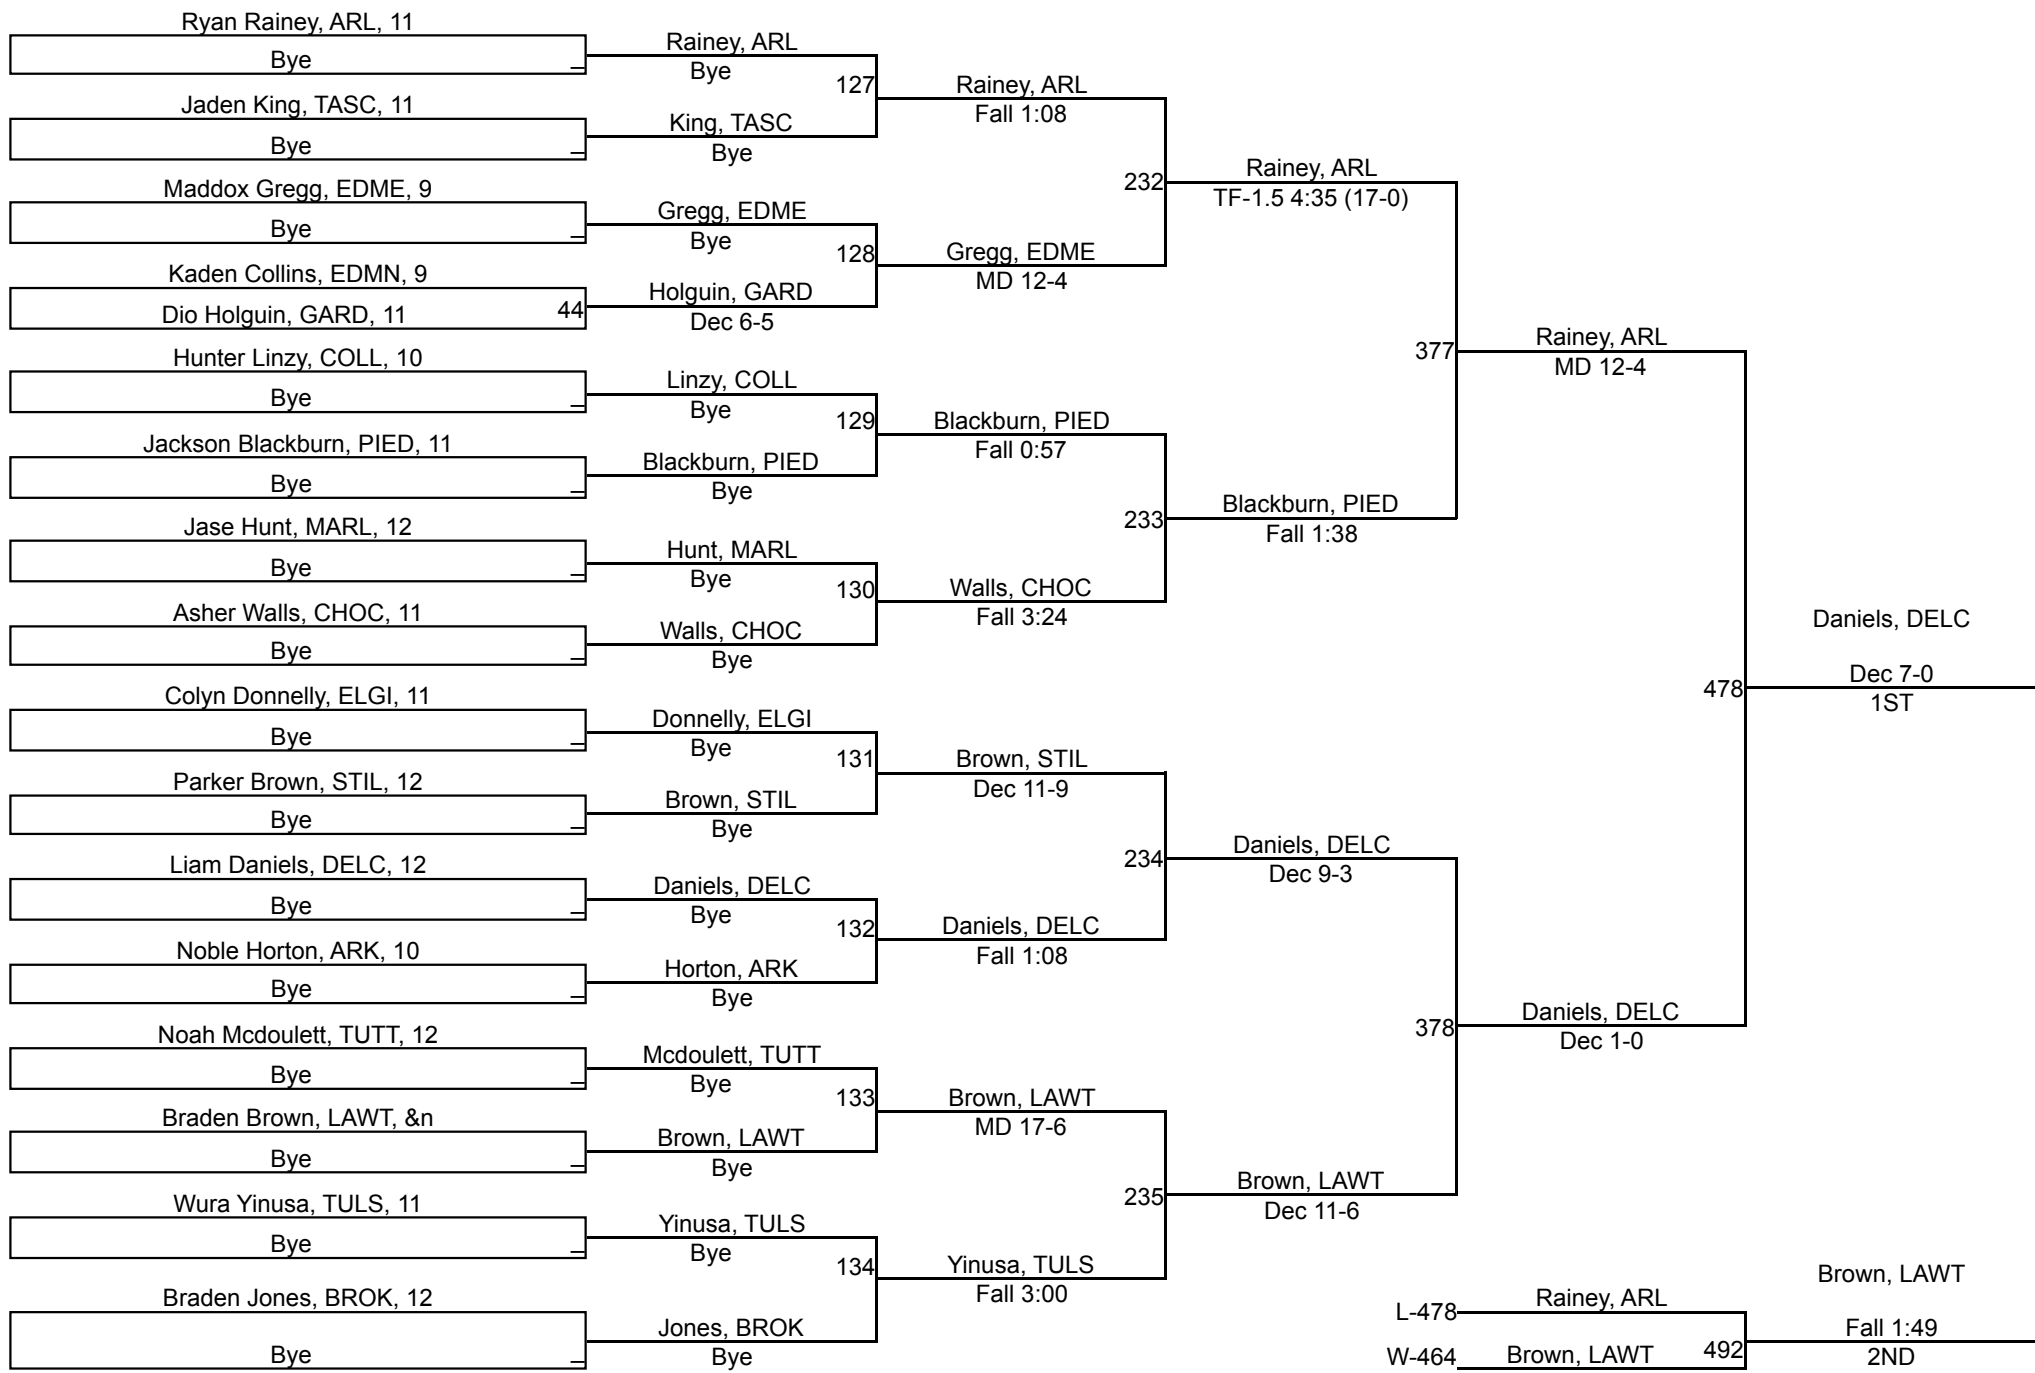 Ryan Rainey, ARL, 11
Bye _
Jaden King, TASC, 11
Bye _
Maddox Gregg, EDME, 9
Bye _
Kaden Collins, EDMN, 9
Dio Holguin, GARD, 11 44
Hunter Linzy, COLL, 10
Bye _
Jackson Blackburn, PIED, 11
Bye _
Jase Hunt, MARL, 12
Bye _
Asher Walls, CHOC, 11
Bye _
Colyn Donnelly, ELGI, 11
Bye _
Parker Brown, STIL, 12
Bye _
Liam Daniels, DELC, 12
Bye _
Noble Horton, ARK, 10
Bye _
Noah Mcdoulett, TUTT, 12
Bye _
Braden Brown, LAWT, &n
Bye _
Wura Yinusa, TULS, 11
Bye _
Braden Jones, BROK, 12
Bye _
Rainey, ARL
Bye
127
King, TASC
Bye
Gregg, EDME
Bye
128
Holguin, GARD
Dec 6-5
Linzy, COLL
Bye
129
Blackburn, PIED
Bye
Hunt, MARL
Bye
130
Walls, CHOC
Bye
Donnelly, ELGI
Bye
131
Brown, STIL
Bye
Daniels, DELC
Bye
132
Horton, ARK
Bye
Mcdoulett, TUTT
Bye
133
Brown, LAWT
Bye
Yinusa, TULS
Bye
134
Jones, BROK
Bye
Rainey, ARL
Fall 1:08
232
Gregg, EDME
MD 12-4
Blackburn, PIED
Fall 0:57
233
Walls, CHOC
Fall 3:24
Brown, STIL
Dec 11-9
234
Daniels, DELC
Fall 1:08
Brown, LAWT
MD 17-6
235
Yinusa, TULS
Fall 3:00
Rainey, ARL
TF-1.5 4:35 (17-0)
377
Blackburn, PIED
Fall 1:38
Daniels, DELC
Dec 9-3
378
Brown, LAWT
Dec 11-6
Rainey, ARL
MD 12-4
478
Daniels, DELC
Dec 1-0
Daniels, DELC
Dec 7-0
1ST
L-478 Rainey, ARL
W-464 Brown, LAWT 492
Brown, LAWT
Fall 1:49
2ND